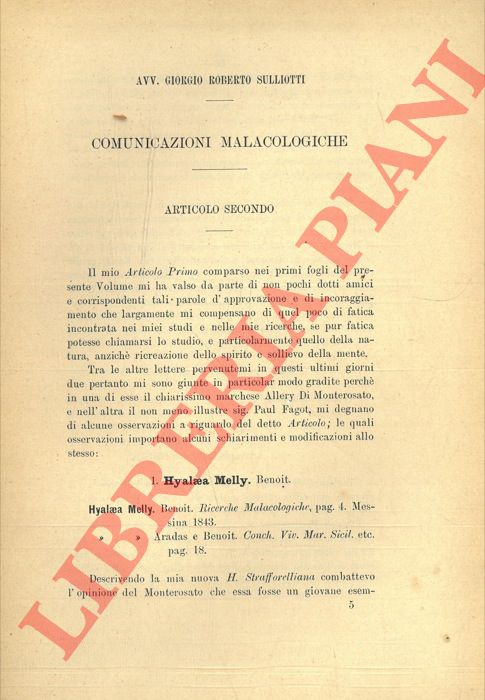 AVV. GIORGIO ROBERTO SULLIOTTI
COMUNICAZIONI MALACOLOGICHE
ARTICOLO SECONDO
Il mio Articolo Primo comparso nei primi fogli del pre-
sente Volume mi ha valso da parte di non pochi dotti amici
e corrispondenti tali parole d'approvazione e di incoraggia-
mento che largamente mi compensano di quel poco di fatica
incontrata nei miei studi e nelle mie ricerche, se pur fatica
potesse chiamarsi lo studio, e particolarmente quello della na-
tura, anzichè ricreazione dello spirito e sollievo della mente.
Tra le altre lettere pervenutemi in questi ultimi giorni
due pertanto mi sono giunte in particolar modo gradite perchè
in una di esse il chiarissimo marchese Allery Di Monterosato,
e nell'altra il non meno illustre sig. Paul Fagot, mi degnano
di alcune osservazioni a riguardo del detto Articolo; le quali
osservazioni importano alcuni schiarimenti e modificazioni allo
stesso:
1. Hyalæa Melly. Benoit.
Hyalæa Melly. Benoit. Ricerche Malacologiche, pag. 4. Mes-
sina 1843.
» » Aradas e Benoit. Conch. Viv. Mar. Sicil. etc.
pag. 18.
Descrivendo la mia nuova H. Strafforelliana combattevo
l'opinione del Monterosato che essa fosse un giovane esem-
5
LIBRERIA PIANI